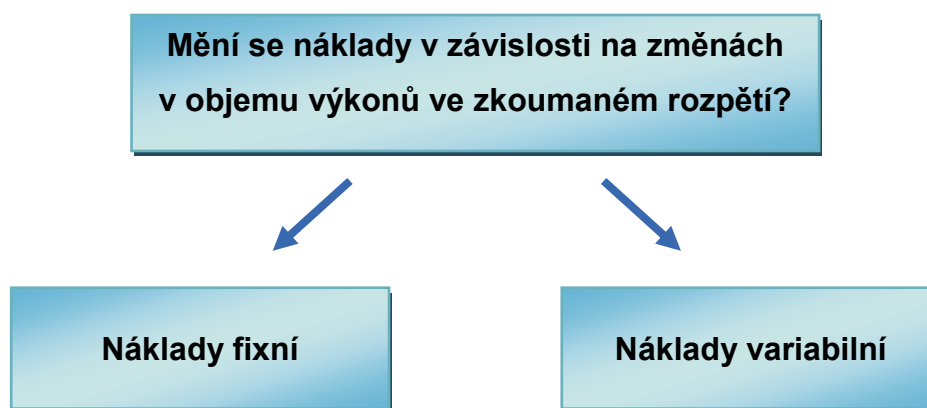 Mění se náklady v závislosti na změnách
v objemu výkonů ve zkoumaném rozpětí?
Náklady fixní
Náklady variabilní